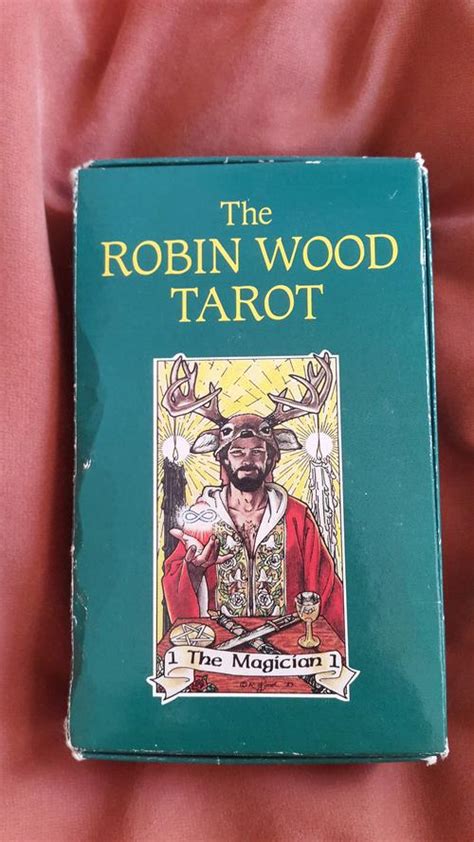 The
ROBIN WOOD
TAROT
1 The Magician 1